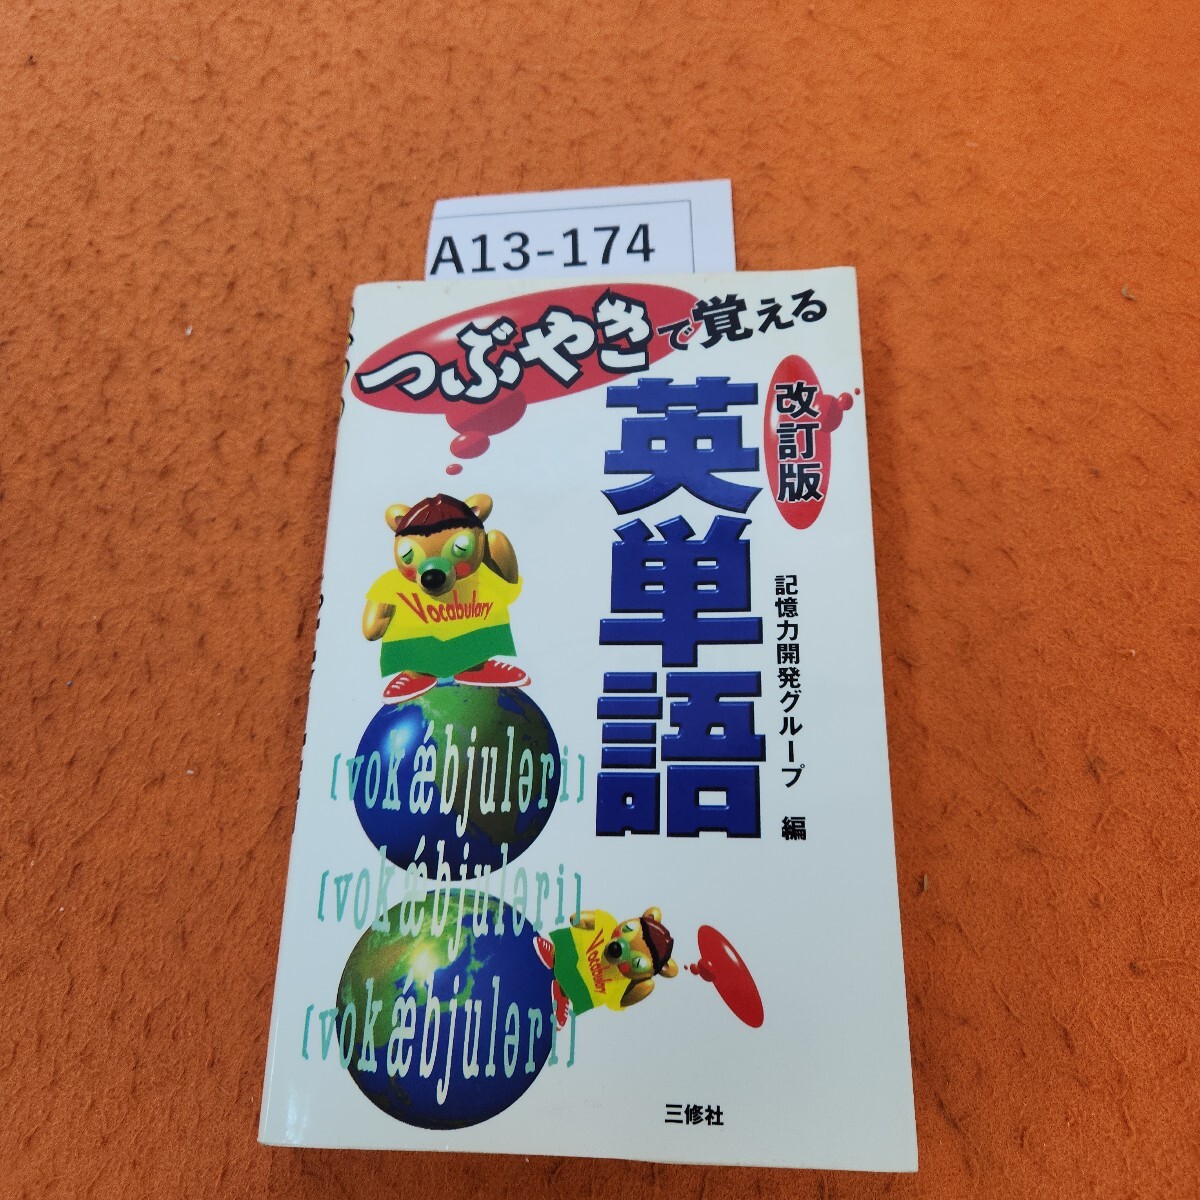 A13-174
つぶやきで覚える
英単語
改訂版
記憶力開発グループ 編
Vocabulary
[vokǽbjuləri]
[vokǽbjuləri]
[vokǽbjuləri]
Vocabulary
三修社